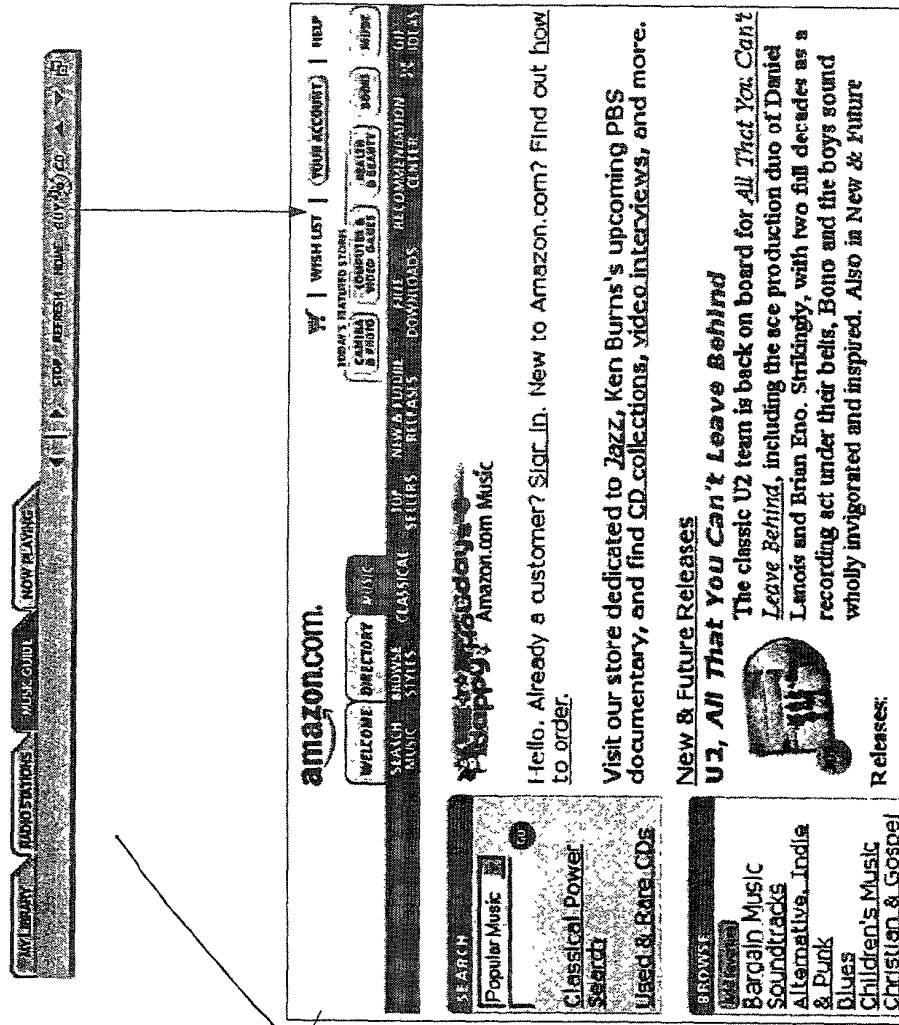 MY LIBRARY
RADIO STATIONS
MUSIC GUIDE
NOW PLAYING
STOP REFRESH HOME BUY CD
amazon.com.
WISH LIST | YOUR ACCOUNT | HELP
TODAY'S FEATURED STORES
CAMERA & PHOTO
COMPUTER & VIDEO GAMES
HEALTH & BEAUTY
BOOKS
MUSIC
WELCOME
DIRECTORY
MUSIC
SEARCH MUSIC
BROWSE STYLES
CLASSICAL
TOP SELLERS
NEW & FUTURE RELEASES
FREE DOWNLOADS
RECOMMENDATION CENTER
GIFT IDEAS
SEARCH
Popular Music
GO
Classical Power
Search
Used & Rare CDs
BROWSE
Bargain Music
Soundtracks
Alternative, Indie
& Punk
Blues
Children's Music
Christian & Gospel
Happy Holidays
Amazon.com Music
Hello. Already a customer? Sign in. New to Amazon.com? Find out how
to order.
Visit our store dedicated to Jazz, Ken Burns's upcoming PBS
documentary, and find CD collections, video interviews, and more.
New & Future Releases
U2, All That You Can't Leave Behind
The classic U2 team is back on board for All That You Can't
Leave Behind, including the ace production duo of Daniel
Lanois and Brian Eno. Strikingly, with two full decades as a
recording act under their belts, Bono and the boys sound
wholly invigorated and inspired. Also in New & Future
Releases: